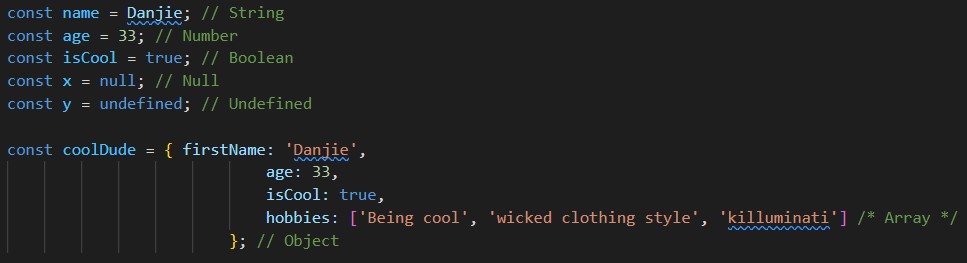 const name = Danjie; // String
const age = 33; // Number
const isCool = true; // Boolean
const x = null; // Null
const y = undefined; // Undefined
const coolDude = { firstName: 'Danjie',
age: 33,
isCool: true,
hobbies: ['Being cool', 'wicked clothing style', 'killuminati'] /* Array */
}; // Object